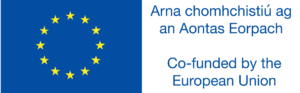 Arna chomhchistiú ag
an Aontas Eorpach
Co-funded by the
European Union